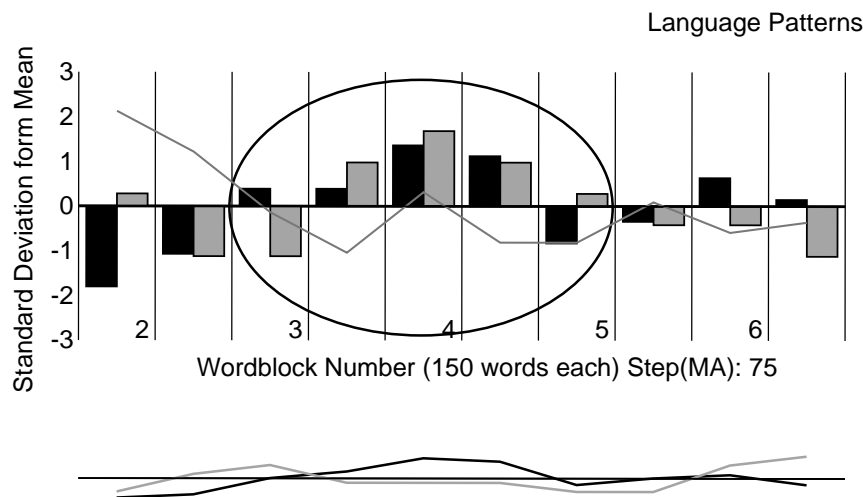 Language Patterns
Standard Deviation form Mean
3
2
1
0
-1
-2
-3
2 3 4 5 6
Wordblock Number (150 words each) Step(MA): 75